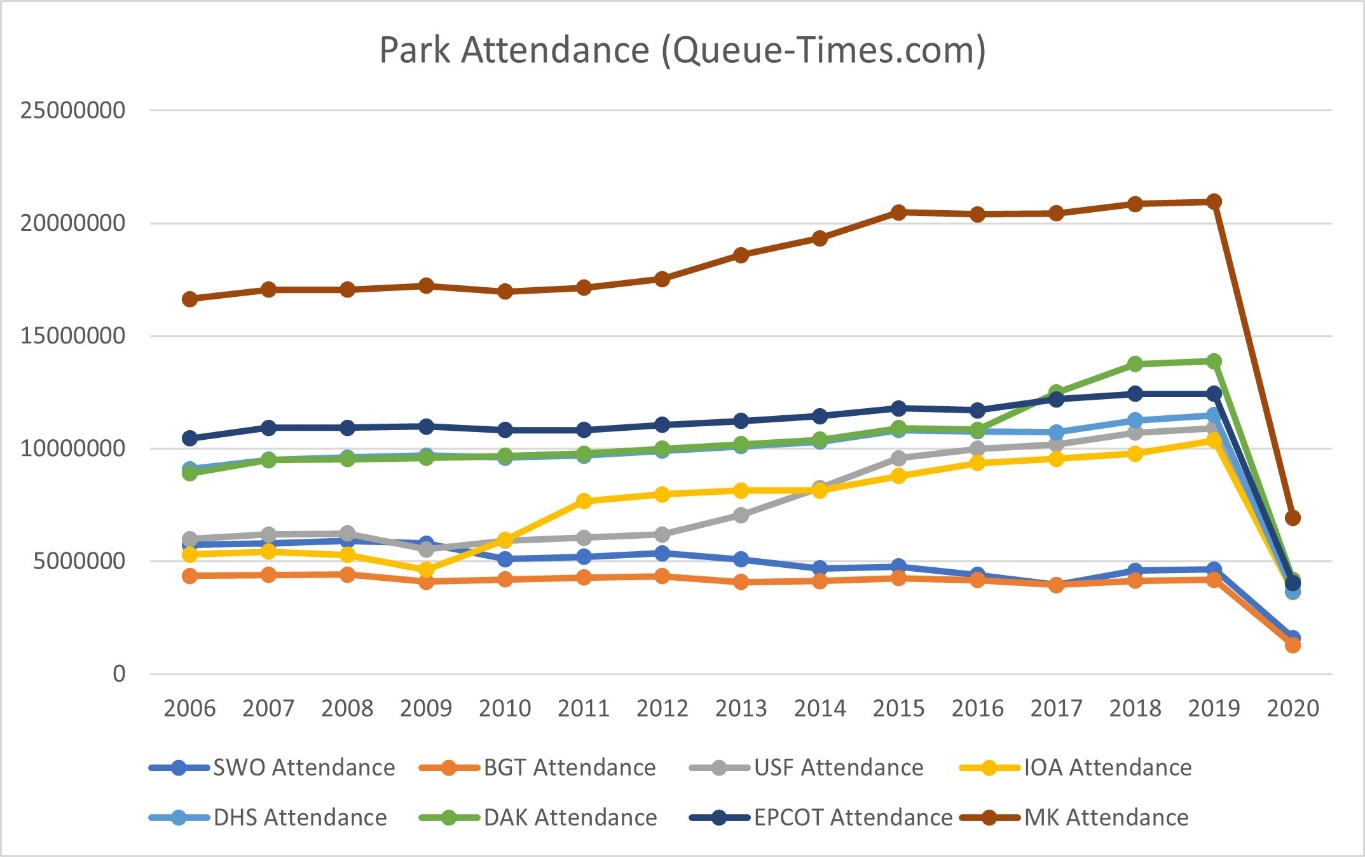 Park Attendance (Queue-Times.com)
25000000
20000000
15000000
10000000
5000000
0
2006 2007 2008 2009 2010 2011 2012 2013 2014 2015 2016 2017 2018 2019 2020
SWO Attendance BGT Attendance USF Attendance IOA Attendance
DHS Attendance DAK Attendance EPCOT Attendance MK Attendance